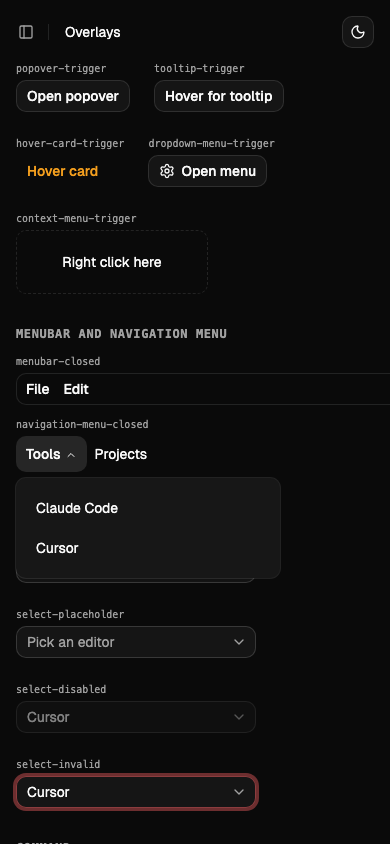 Overlays
popover-trigger
tooltip-trigger
Open popover
Hover for tooltip
hover-card-trigger
dropdown-menu-trigger
Hover card
Open menu
context-menu-trigger
Right click here
MENUBAR AND NAVIGATION MENU
menubar-closed
File Edit
navigation-menu-closed
Tools Projects
Claude Code
Cursor
select-placeholder
Pick an editor
select-disabled
Cursor
select-invalid
Cursor